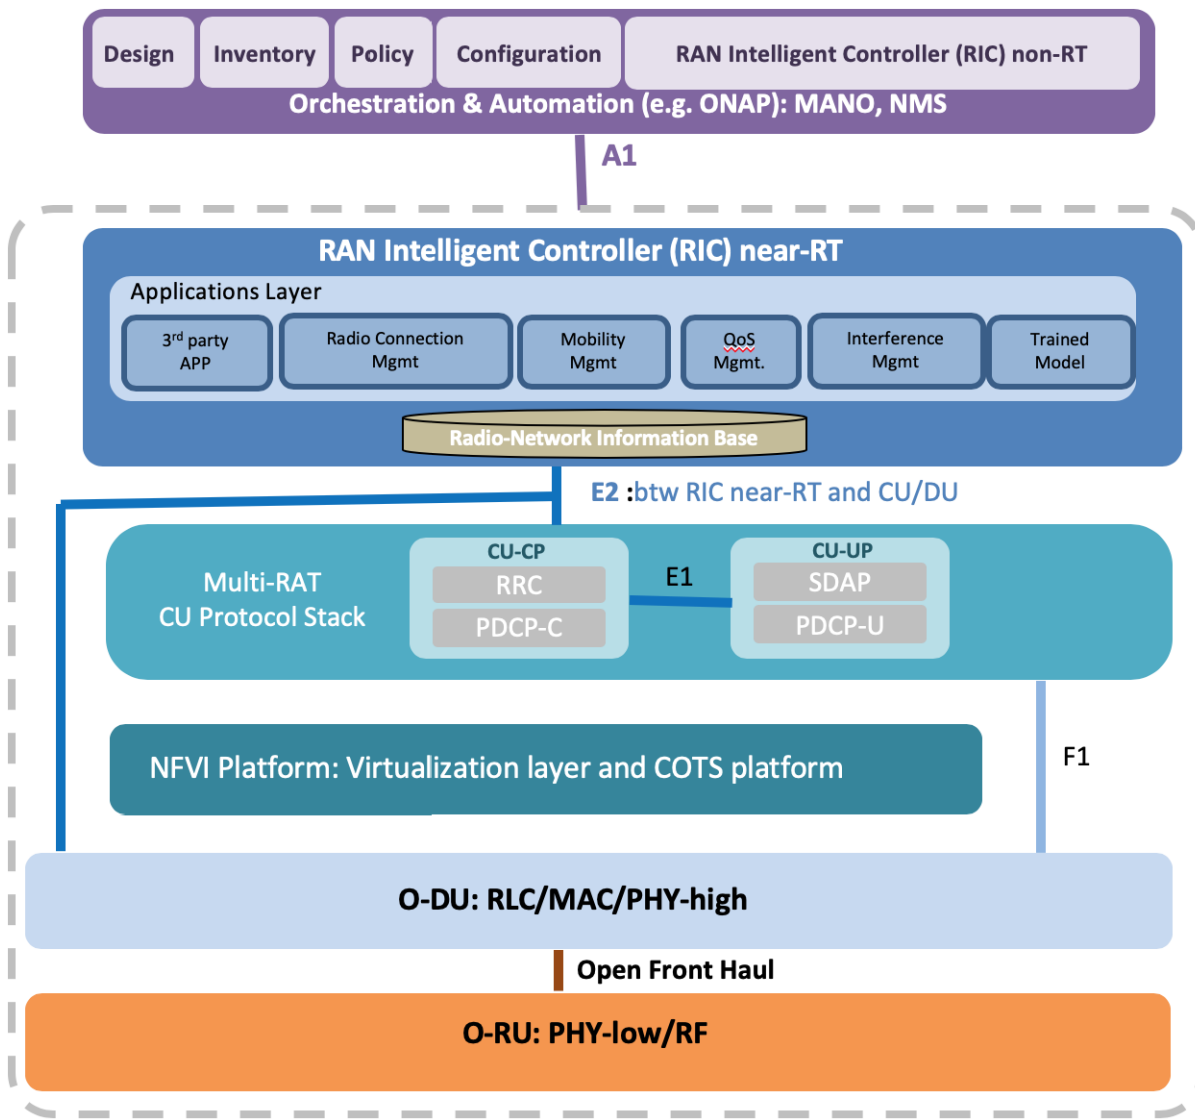 Design
Inventory
Policy
Configuration
RAN Intelligent Controller (RIC) non-RT
Orchestration & Automation (e.g. ONAP): MANO, NMS
A1
RAN Intelligent Controller (RIC) near-RT
Applications Layer
3rd party
APP
Radio Connection
Mgmt
Mobility
Mgmt
QoS
Mgmt.
Interference
Mgmt
Trained
Model
Radio-Network Information Base
E2 :btw RIC near-RT and CU/DU
Multi-RAT
CU Protocol Stack
CU-CP
RRC
PDCP-C
E1
CU-UP
SDAP
PDCP-U
NFVI Platform: Virtualization layer and COTS platform
F1
O-DU: RLC/MAC/PHY-high
Open Front Haul
O-RU: PHY-low/RF